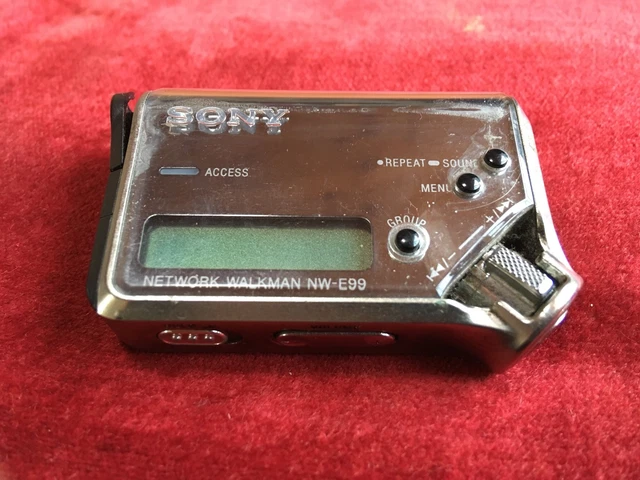 SONY
•REPEAT SOUND
ACCESS
MENU
GROUP
NETWORK WALKMAN NW-E99